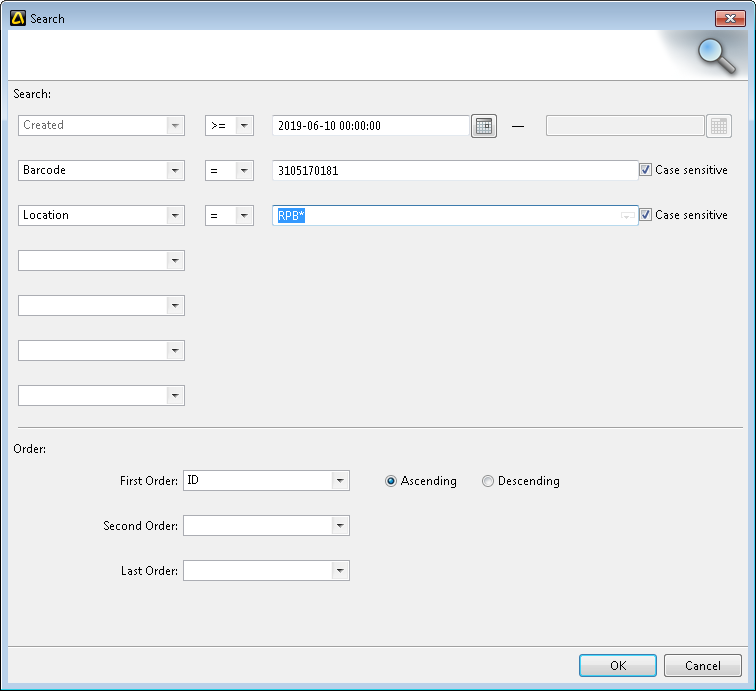 Search
Search:
Created >= 2019-06-10 00:00:00 —
Barcode = 3105170181 Case sensitive
Location = RPB* Case sensitive
Order:
First Order: ID Ascending Descending
Second Order:
Last Order:
OK Cancel